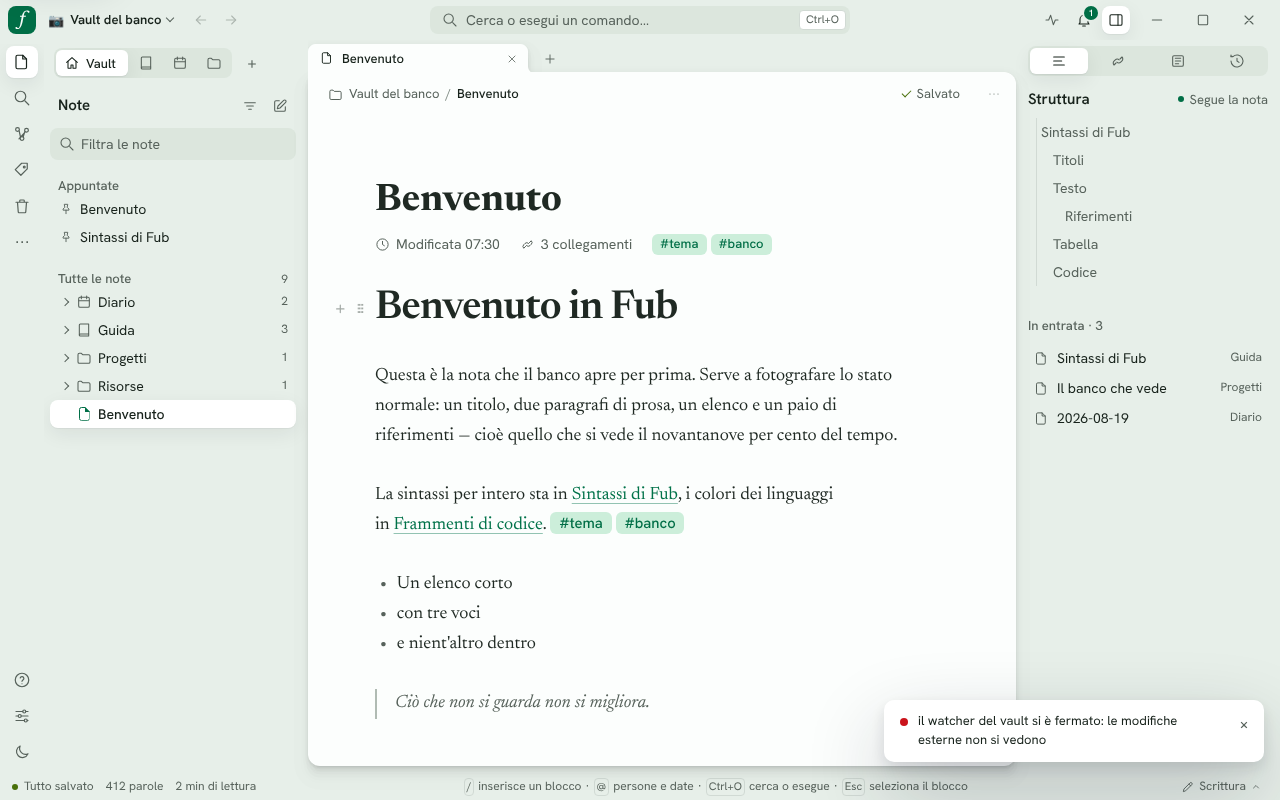 f
Vault del banco
Cerca o esegui un comando...
Ctrl+O
1
Vault
Note
Filtra le note
Appuntate
Benvenuto
Sintassi di Fub
Tutte le note 9
Diario 2
Guida 3
Progetti 1
Risorse 1
Benvenuto
Benvenuto
Vault del banco / Benvenuto
Salvato
Benvenuto
Modificata 07:30
3 collegamenti
#tema #banco
Benvenuto in Fub
Questa è la nota che il banco apre per prima. Serve a fotografare lo stato
normale: un titolo, due paragrafi di prosa, un elenco e un paio di
riferimenti — cioè quello che si vede il novantanove per cento del tempo.
La sintassi per intero sta in Sintassi di Fub, i colori dei linguaggi
in Frammenti di codice. #tema #banco
• Un elenco corto
• con tre voci
• e nient'altro dentro
Ciò che non si guarda non si migliora.
Struttura
Segue la nota
Sintassi di Fub
Titoli
Testo
Riferimenti
Tabella
Codice
In entrata · 3
Sintassi di Fub Guida
Il banco che vede Progetti
2026-08-19 Diario
il watcher del vault si è fermato: le modifiche
esterne non si vedono
Tutto salvato 412 parole 2 min di lettura
/ inserisce un blocco · @ persone e date · Ctrl+O cerca o esegue · Esc seleziona il blocco
Scrittura